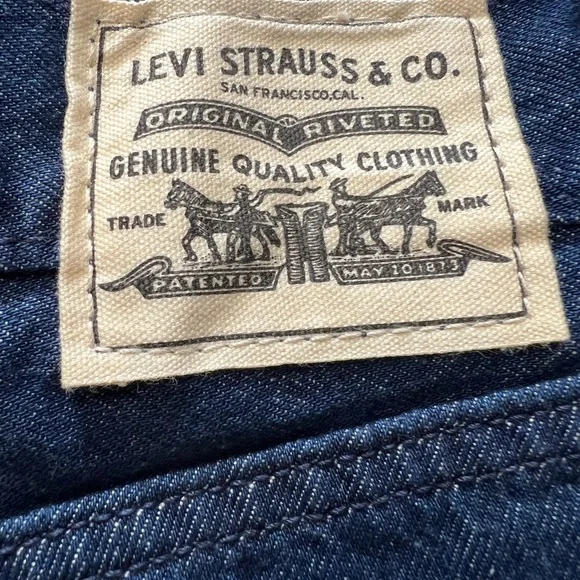 LEVI STRAUSS & CO.
SAN FRANCISCO, CAL.
ORIGINAL RIVETED
GENUINE QUALITY CLOTHING
TRADE MARK
PATENTED MAY 20 1873